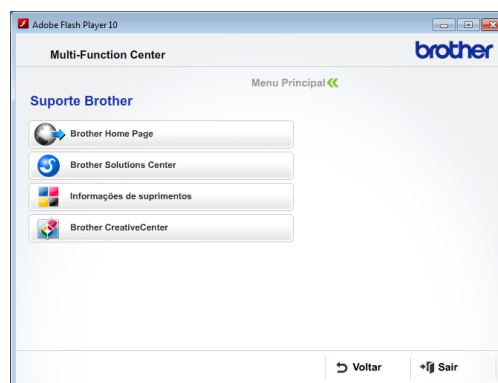 Adobe Flash Player 10
Multi-Function Center
brother
Menu Principal
Suporte Brother
Brother Home Page
Brother Solutions Center
Informações de suprimentos
Brother CreativeCenter
Voltar
Sair